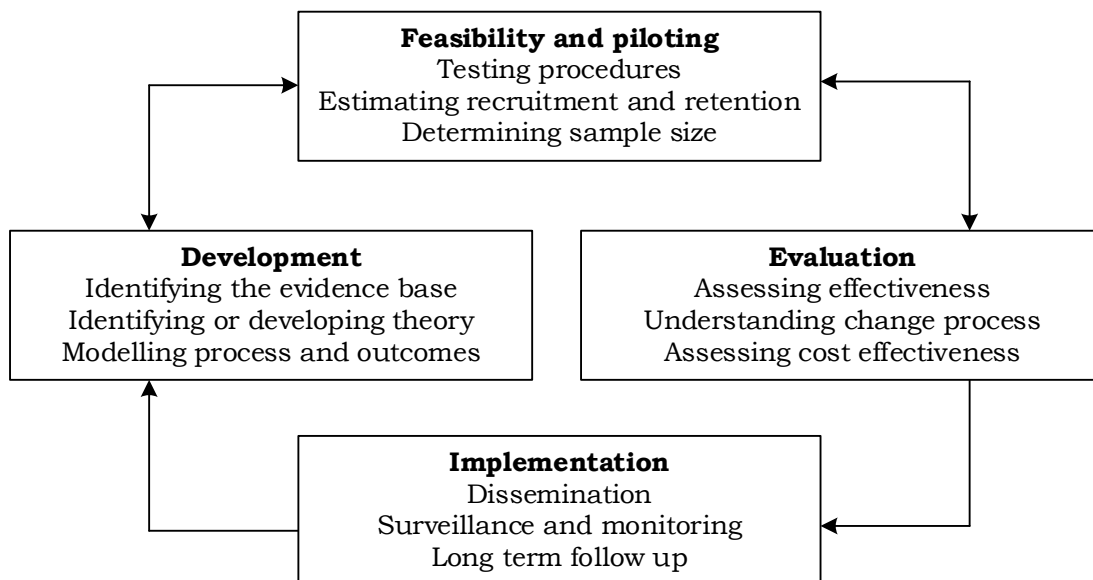 Feasibility and piloting
Testing procedures
Estimating recruitment and retention
Determining sample size
Development
Identifying the evidence base
Identifying or developing theory
Modelling process and outcomes
Evaluation
Assessing effectiveness
Understanding change process
Assessing cost effectiveness
Implementation
Dissemination
Surveillance and monitoring
Long term follow up